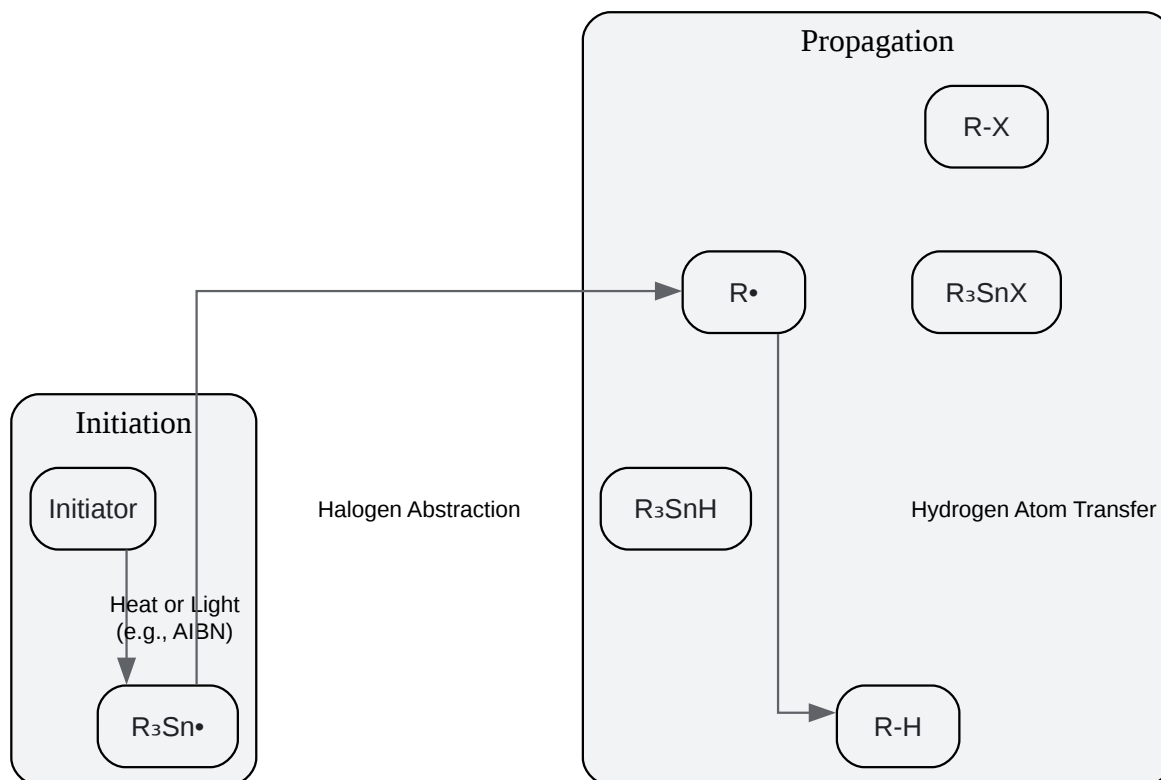 Propagation
R-X
R•
R₃SnX
Initiation
Initiator
Halogen Abstraction
R₃SnH
Hydrogen Atom Transfer
Heat or Light
(e.g., AIBN)
R₃Sn•
R-H